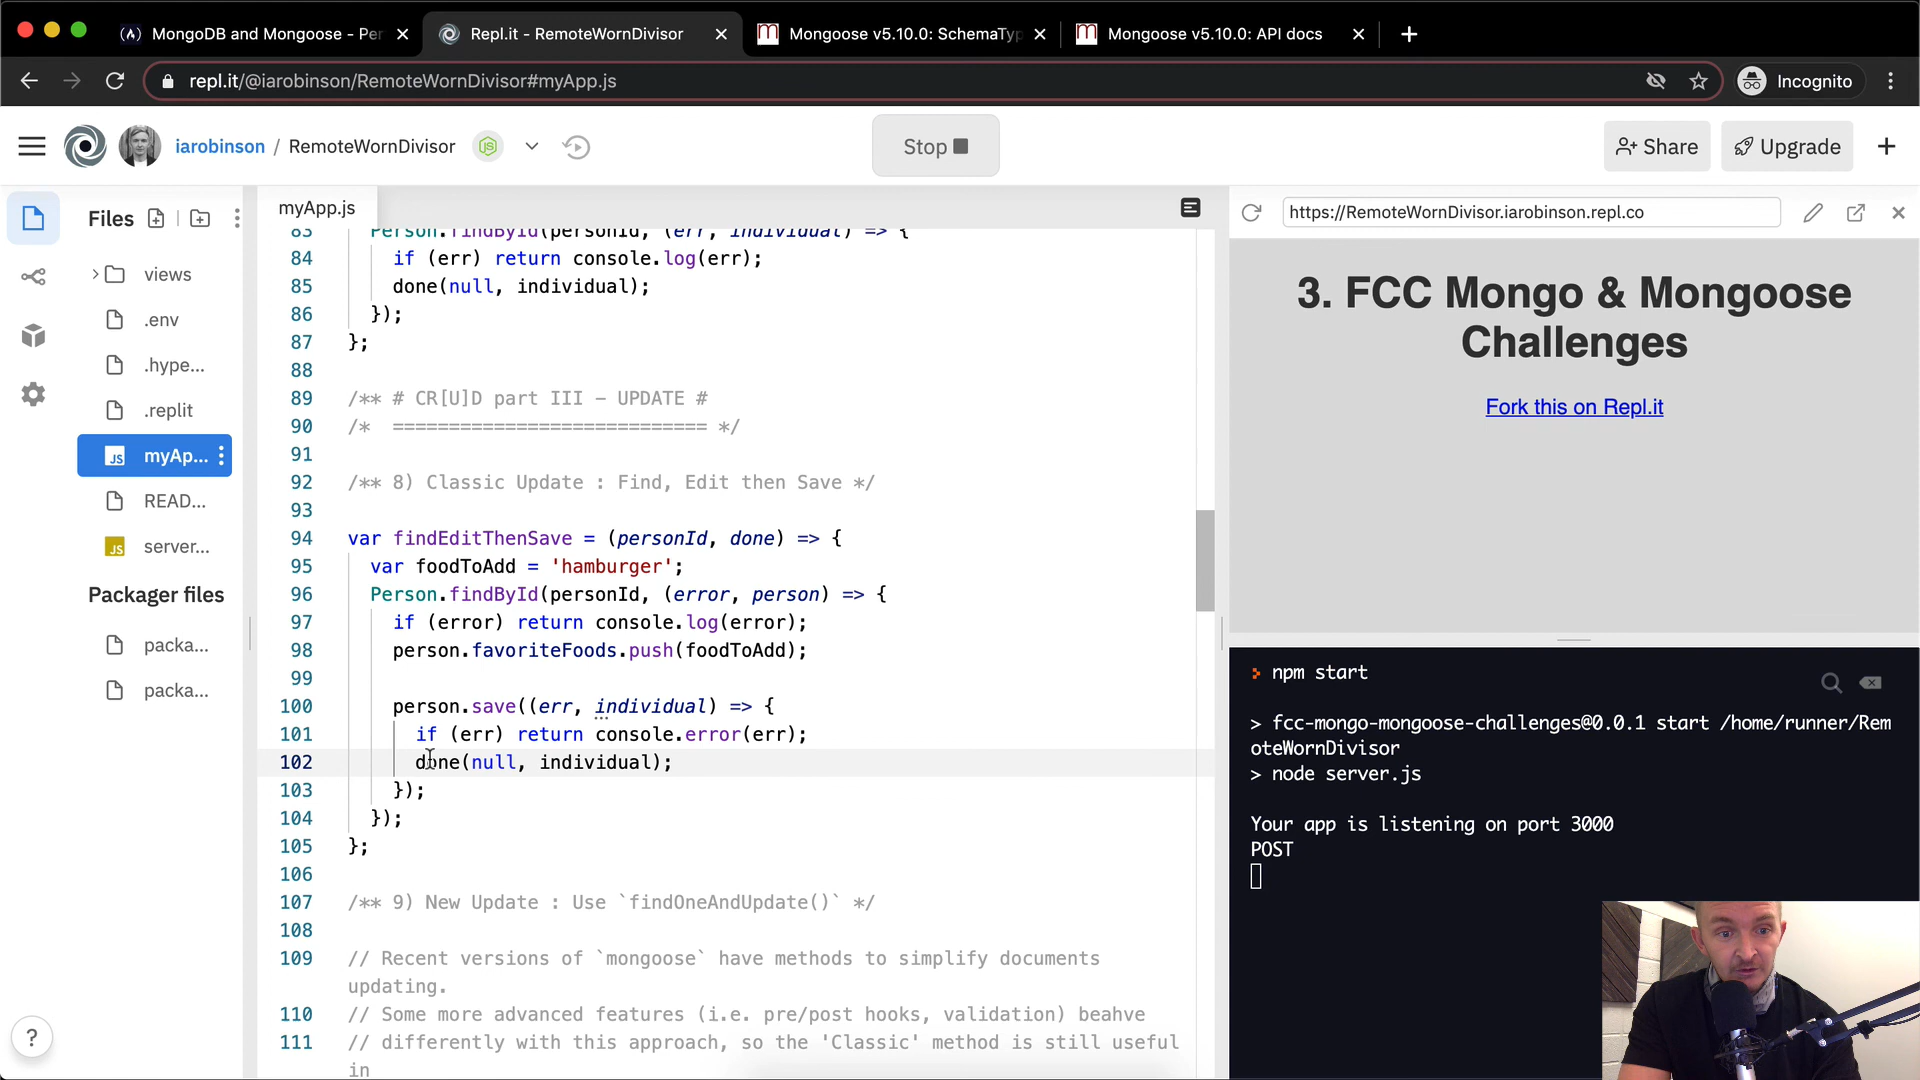 MongoDB and Mongoose - Per
Repl.it - RemoteWornDivisor
Mongoose v5.10.0: SchemaTyp
Mongoose v5.10.0: API docs
repl.it/@iarobinson/RemoteWornDivisor#myApp.js
Incognito
iarobinson / RemoteWornDivisor
Stop
Share
Upgrade
Files
views
.env
.hype...
.replit
JS myAp...
READ...
JS server...
Packager files
packa...
packa...
?
myApp.js
83 Person.findById(personId, (err, individual) => {
84 if (err) return console.log(err);
85 done(null, individual);
86 });
87 };
88
89 /** # CR[U]D part III - UPDATE #
90 /* ============================ */
91
92 /** 8) Classic Update : Find, Edit then Save */
93
94 var findEditThenSave = (personId, done) => {
95 var foodToAdd = 'hamburger';
96 Person.findById(personId, (error, person) => {
97 if (error) return console.log(error);
98 person.favoriteFoods.push(foodToAdd);
99
100 person.save((err, individual) => {
101 if (err) return console.error(err);
102 done(null, individual);
103 });
104 });
105 };
106
107 /** 9) New Update : Use `findOneAndUpdate()` */
108
109 // Recent versions of `mongoose` have methods to simplify documents
updating.
110 // Some more advanced features (i.e. pre/post hooks, validation) beahve
111 // differently with this approach, so the 'Classic' method is still useful
in
https://RemoteWornDivisor.iarobinson.repl.co
3. FCC Mongo & Mongoose
Challenges
Fork this on Repl.it
npm start
> fcc-mongo-mongoose-challenges@0.0.1 start /home/runner/Rem
oteWornDivisor
> node server.js
Your app is listening on port 3000
POST